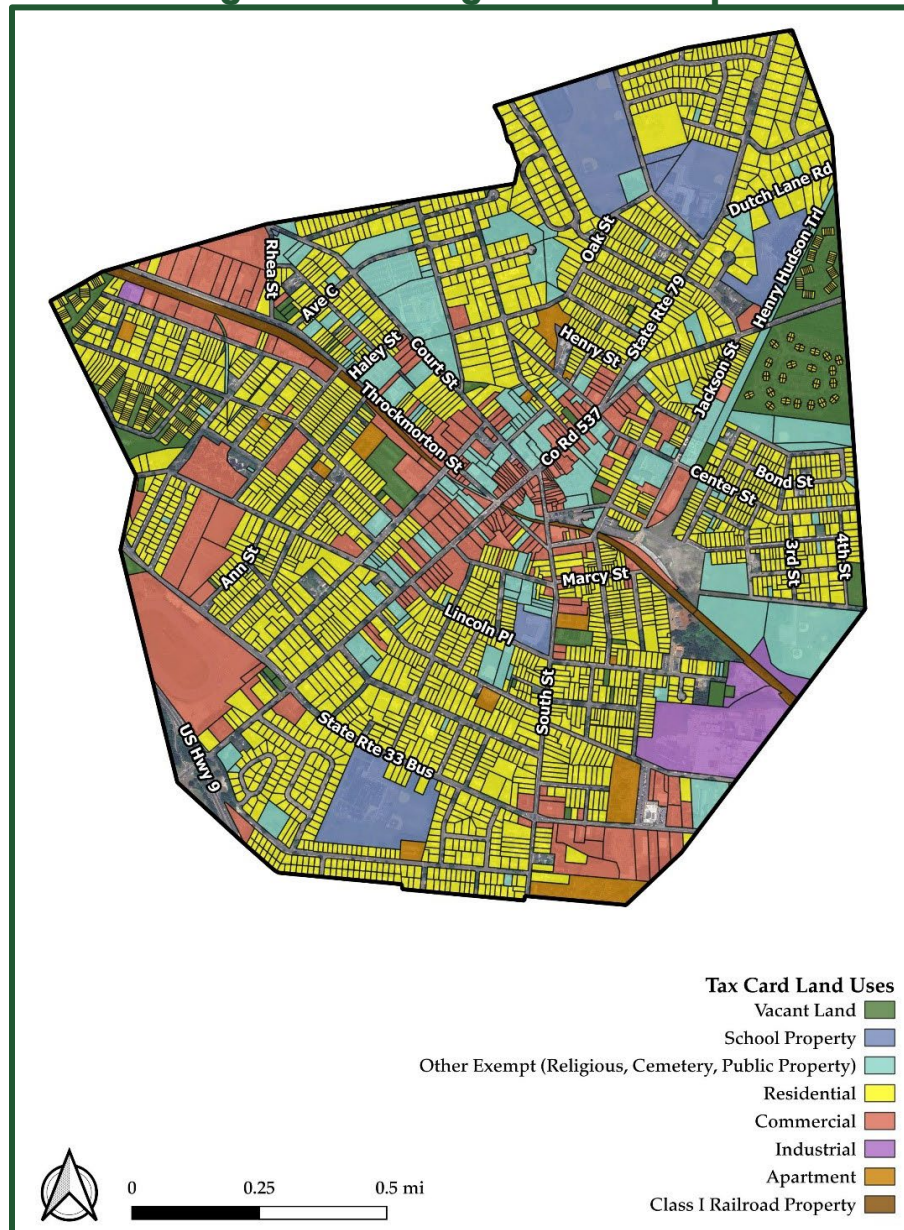 Dutch Lane Rd
Henry Hudson Trl
Oak St
Rhea St
Ave C
State Rte 79
Haley St
Court St
Henry St
Jackson St
Throckmorton St
Co Rd 537
Center St
Bond St
3rd St
4th St
Ann St
Marcy St
Lincoln Pl
South St
State Rte 33 Bus
US Hwy 9
Tax Card Land Uses
Vacant Land
School Property
Other Exempt (Religious, Cemetery, Public Property)
Residential
Commercial
Industrial
Apartment
Class I Railroad Property
0 0.25 0.5 mi